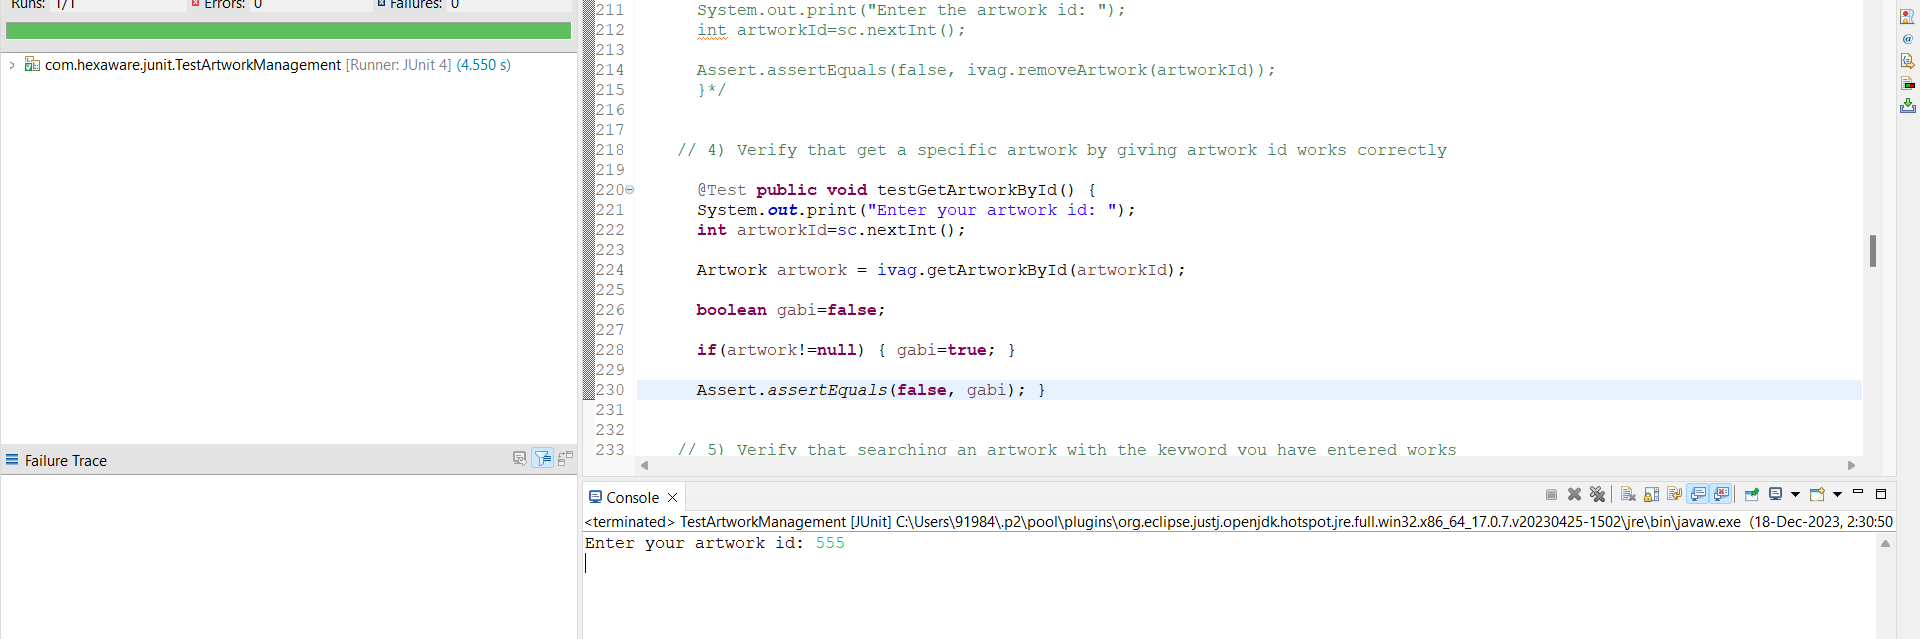 Runs: 1/1 Errors: 0 Failures: 0
com.hexaware.junit.TestArtworkManagement [Runner: JUnit 4] (4.550 s)
Failure Trace
211 System.out.print("Enter the artwork id: ");
212 int artworkId=sc.nextInt();
213
214 Assert.assertEquals(false, ivag.removeArtwork(artworkId));
215 }*/
216
217
218 // 4) Verify that get a specific artwork by giving artwork id works correctly
219
220 @Test public void testGetArtworkById() {
221 System.out.print("Enter your artwork id: ");
222 int artworkId=sc.nextInt();
223
224 Artwork artwork = ivag.getArtworkById(artworkId);
225
226 boolean gabi=false;
227
228 if(artwork!=null) { gabi=true; }
229
230 Assert.assertEquals(false, gabi); }
231
232
233 // 5) Verify that searching an artwork with the keyword you have entered works
Console
<terminated> TestArtworkManagement [JUnit] C:\Users\91984\.p2\pool\plugins\org.eclipse.justj.openjdk.hotspot.jre.full.win32.x86_64_17.0.7.v20230425-1502\jre\bin\javaw.exe (18-Dec-2023, 2:30:50
Enter your artwork id: 555